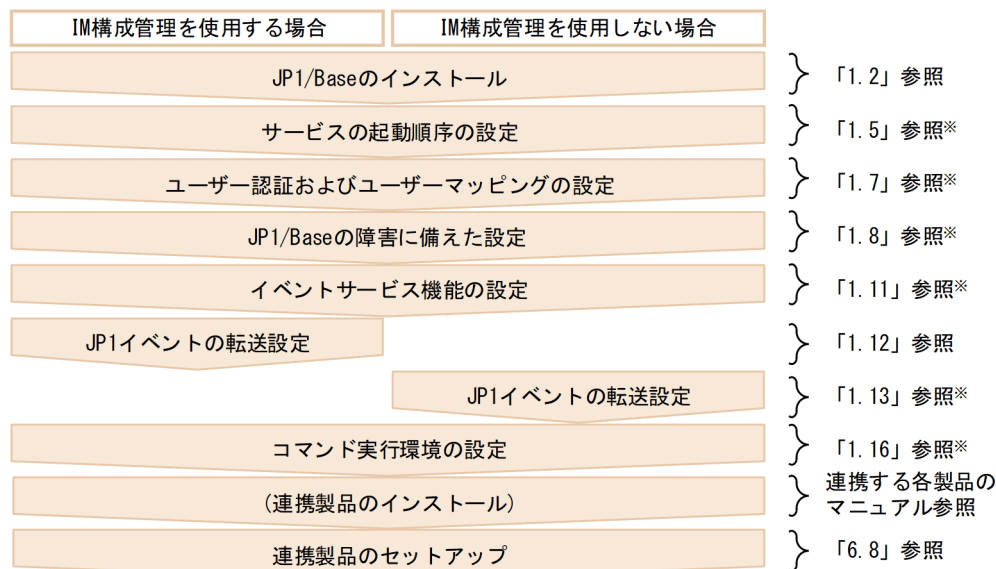 IM構成管理を使用する場合
IM構成管理を使用しない場合
JP1/Baseのインストール
「1.2」参照
サービスの起動順序の設定
「1.5」参照※
ユーザー認証およびユーザーマッピングの設定
「1.7」参照※
JP1/Baseの障害に備えた設定
「1.8」参照※
イベントサービス機能の設定
「1.11」参照※
JP1イベントの転送設定
「1.12」参照
JP1イベントの転送設定
「1.13」参照※
コマンド実行環境の設定
「1.16」参照※
(連携製品のインストール)
連携する各製品の
マニュアル参照
連携製品のセットアップ
「6.8」参照